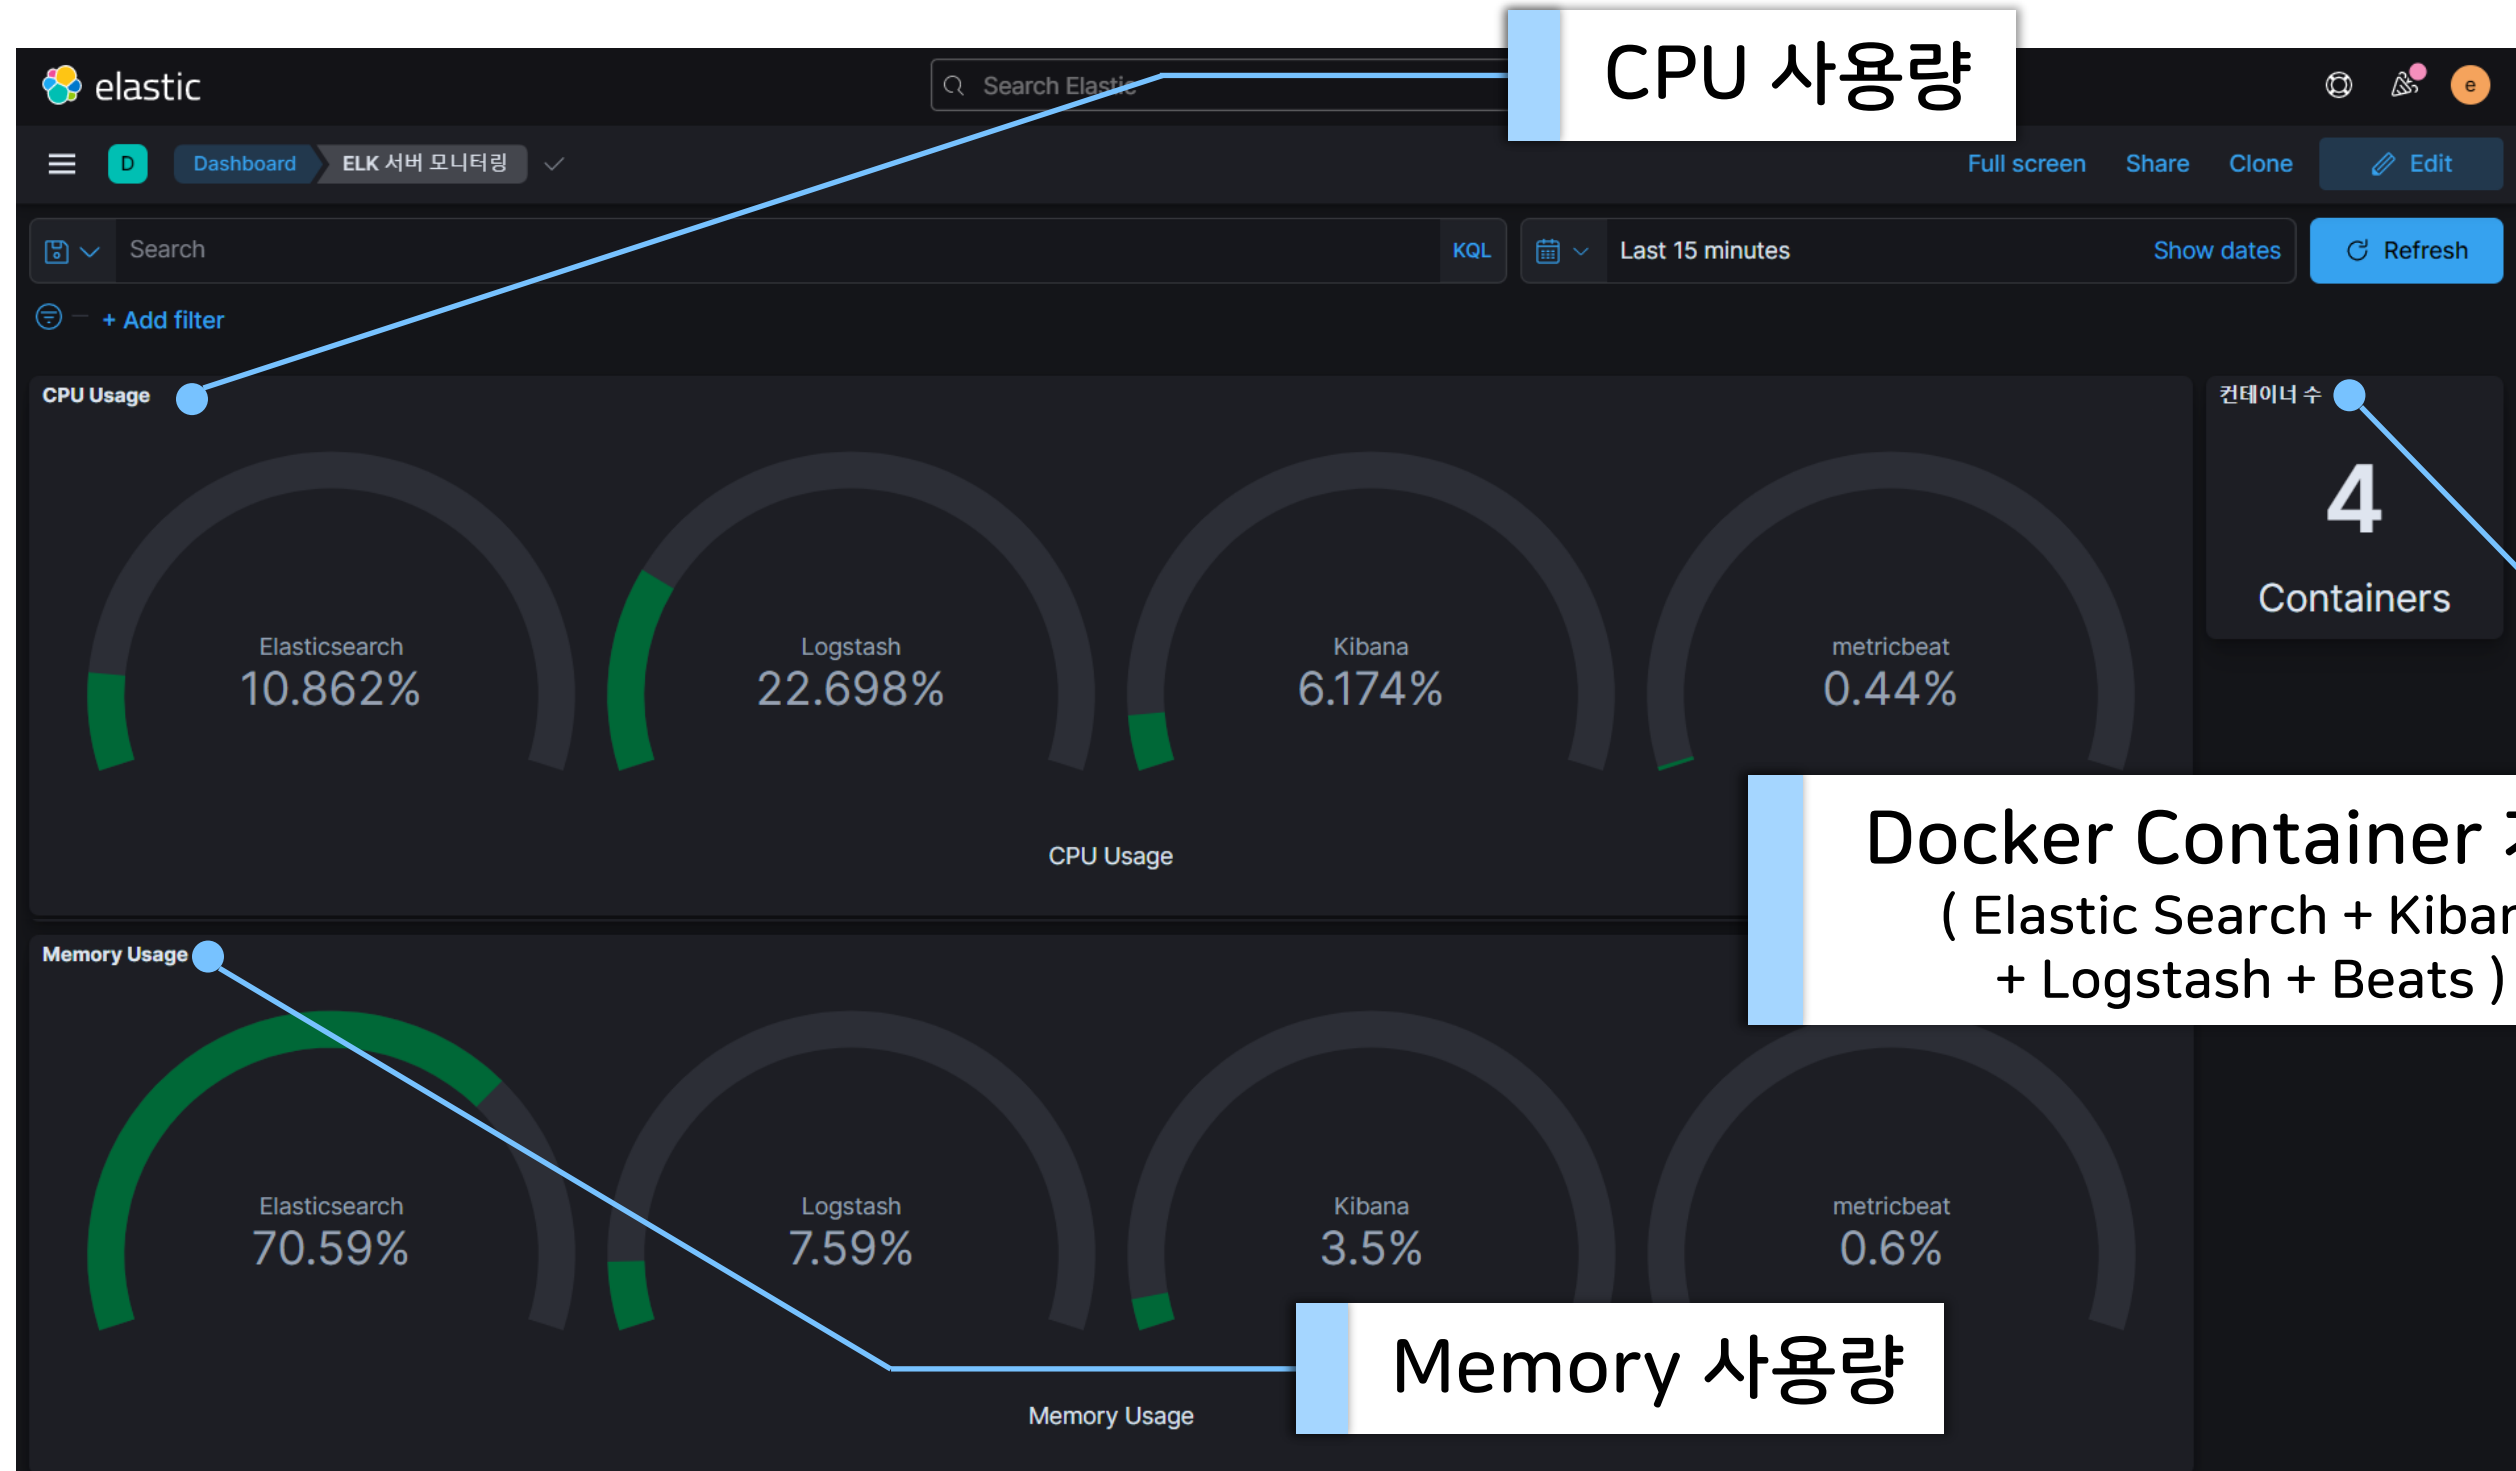 CPU 사용량
elastic
Search Elastic
e
D
Dashboard
ELK 서버 모니터링
Full screen
Share
Clone
Edit
Search
KQL
Last 15 minutes
Show dates
Refresh
+ Add filter
CPU Usage
컨테이너 수
4
Containers
Elasticsearch
10.862%
Logstash
22.698%
Kibana
6.174%
metricbeat
0.44%
CPU Usage
Docker Container
( Elastic Search +
+ Logstash + Beats )
Memory Usage
Elasticsearch
70.59%
Logstash
7.59%
Kibana
3.5%
metricbeat
0.6%
Memory 사용량
Memory Usage